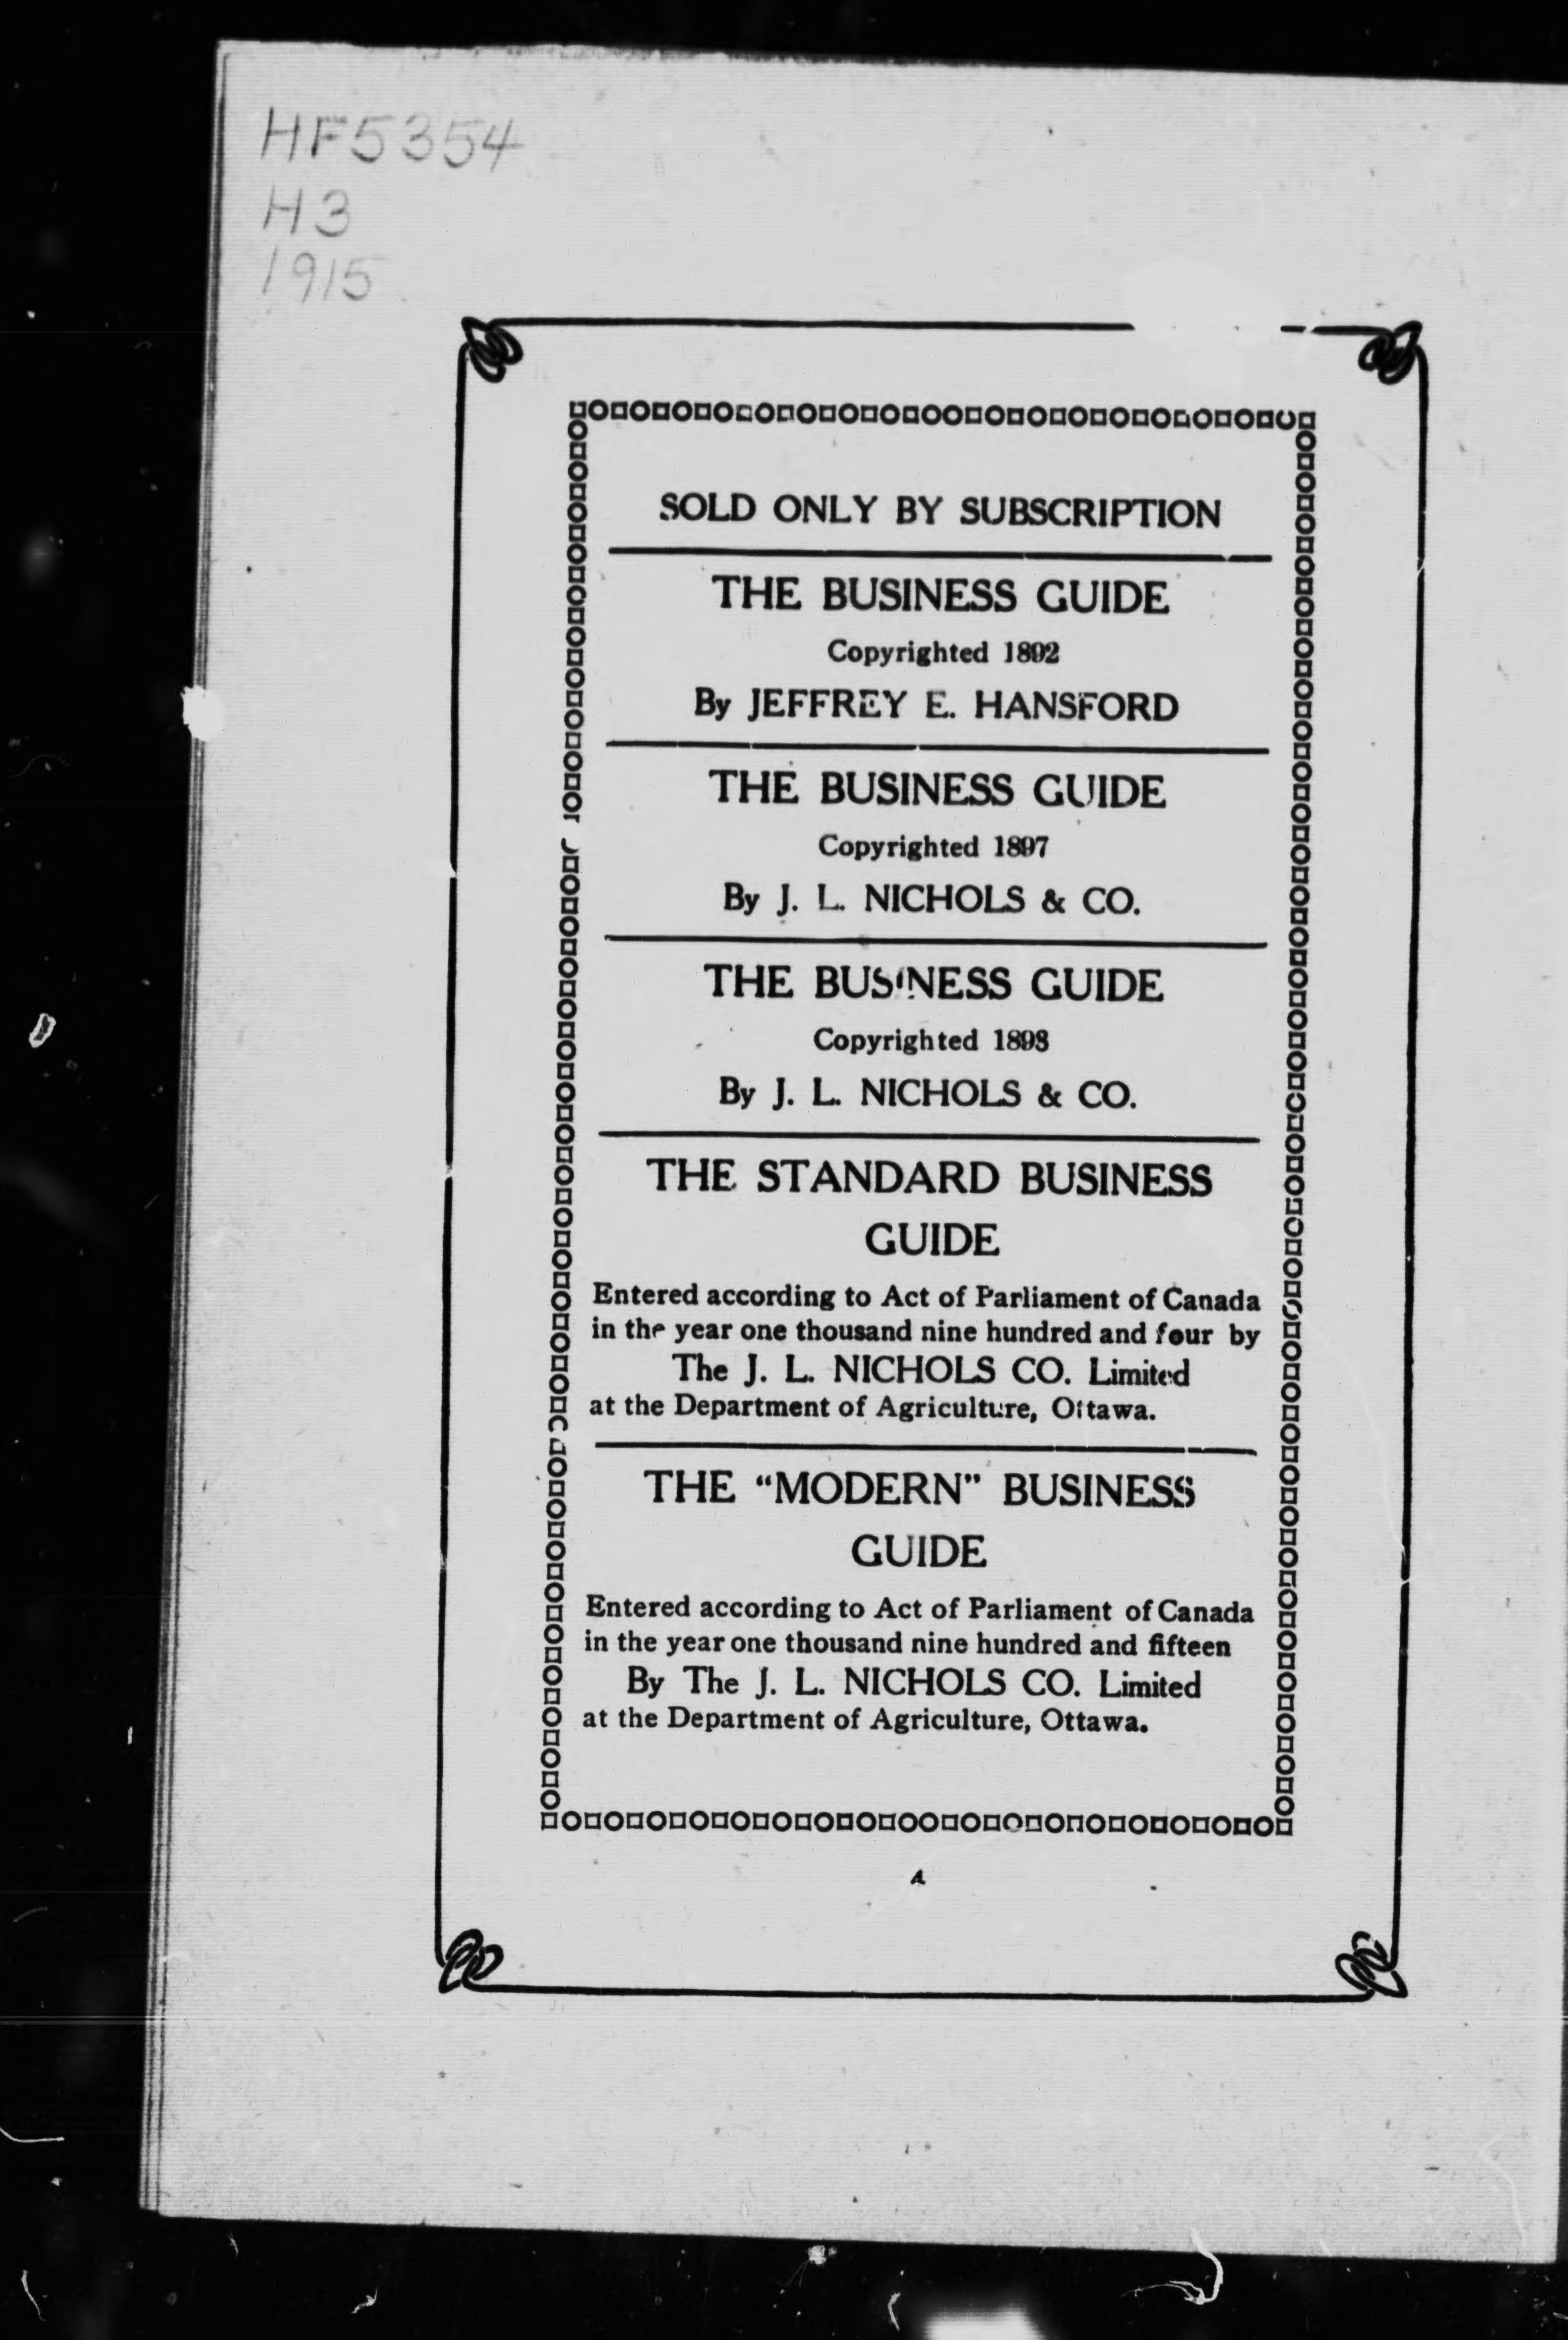 HF5354
H3
1915
SOLD ONLY BY SUBSCRIPTION
THE BUSINESS GUIDE
Copyrighted 1892
By JEFFREY E. HANSFORD
THE BUSINESS GUIDE
Copyrighted 1897
By J. L. NICHOLS & CO.
THE BUSINESS GUIDE
Copyrighted 1898
By J. L. NICHOLS & CO.
THE STANDARD BUSINESS
GUIDE
Entered according to Act of Parliament of Canada
in the year one thousand nine hundred and four by
The J. L. NICHOLS CO. Limited
at the Department of Agriculture, Ottawa.
THE “MODERN” BUSINESS
GUIDE
Entered according to Act of Parliament of Canada
in the year one thousand nine hundred and fifteen
By The J. L. NICHOLS CO. Limited
at the Department of Agriculture, Ottawa.